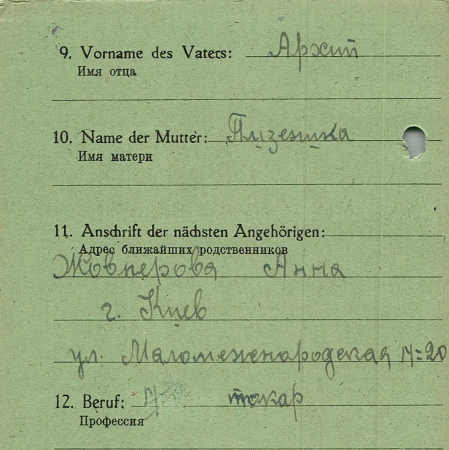 9. Vorname des Vaters: Архип
Имя отца
10. Name der Mutter:
Имя матери
11. Anschrift der nächsten Angehörigen:
Адрес ближайших родственников
Жовнерова Анна
г. Киев
ул. N=20
12. Beruf: токар
Профессия